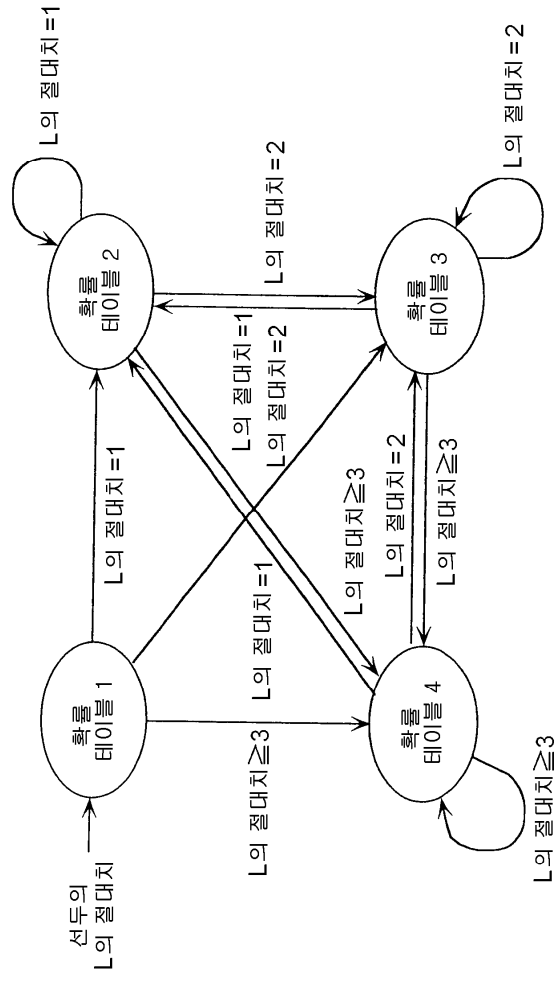 선두의
L의 절대치
확률
테이블 1
L의 절대치=1
확률
테이블 2
L의 절대치=1
L의 절대치≧3
L의 절대치=1
L의 절대치=1
L의 절대치=2
L의 절대치=2
L의 절대치≧3
L의 절대치=2
L의 절대치≧3
확률
테이블 4
확률
테이블 3
L의 절대치≧3
L의 절대치=2